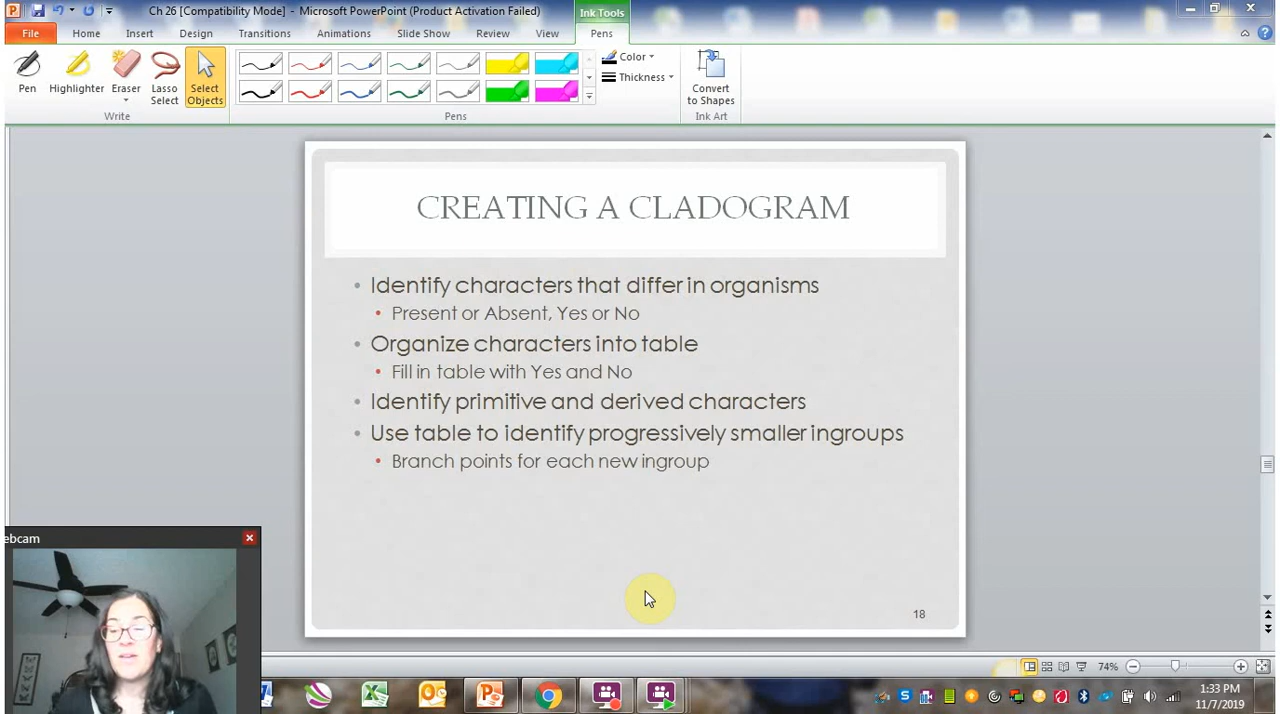 Ch 26 [Compatibility Mode] - Microsoft PowerPoint (Product Activation Failed)
Ink Tools
File Home Insert Design Transitions Animations Slide Show Review View Pens
Pen Highlighter Eraser Lasso Select Select Objects
Color
Thickness
Convert to Shapes
Write Pens Ink Art
CREATING A CLADOGRAM
• Identify characters that differ in organisms
• Present or Absent, Yes or No
• Organize characters into table
• Fill in table with Yes and No
• Identify primitive and derived characters
• Use table to identify progressively smaller ingroups
• Branch points for each new ingroup
18
ebcam
74%
1:33 PM
11/7/2019